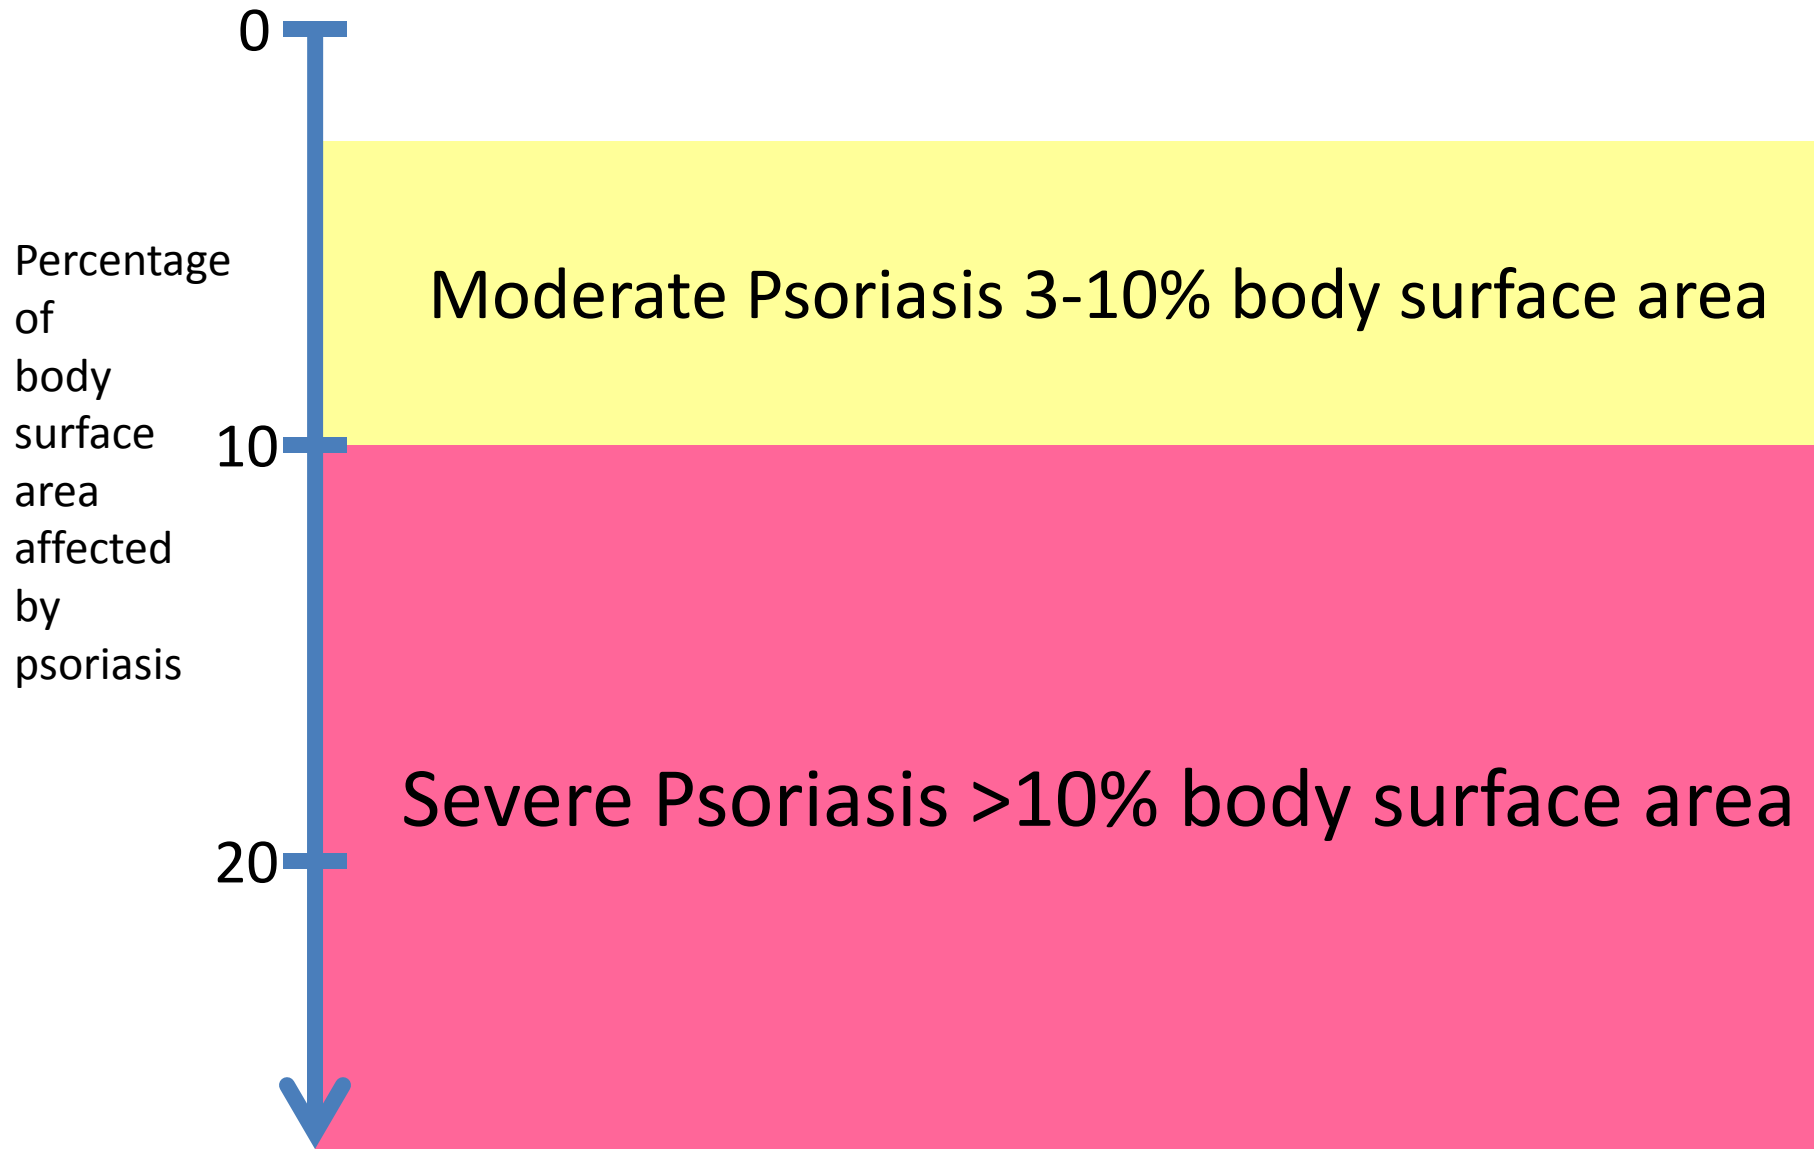 0
Percentage
of
body
surface
area
affected
by
psoriasis
Moderate Psoriasis 3-10% body surface area
10
Severe Psoriasis >10% body surface area
20